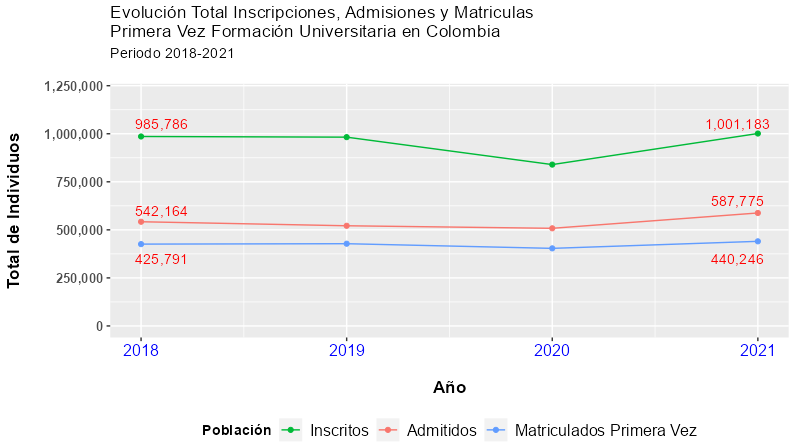 Evolución Total Inscripciones, Admisiones y Matriculas
Primera Vez Formación Universitaria en Colombia
Periodo 2018-2021
Total de Individuos
1,250,000
1,000,000
750,000
500,000
250,000
0
985,786
1,001,183
542,164
587,775
425,791
440,246
2018 2019 2020 2021
Año
Población Inscritos Admitidos Matriculados Primera Vez